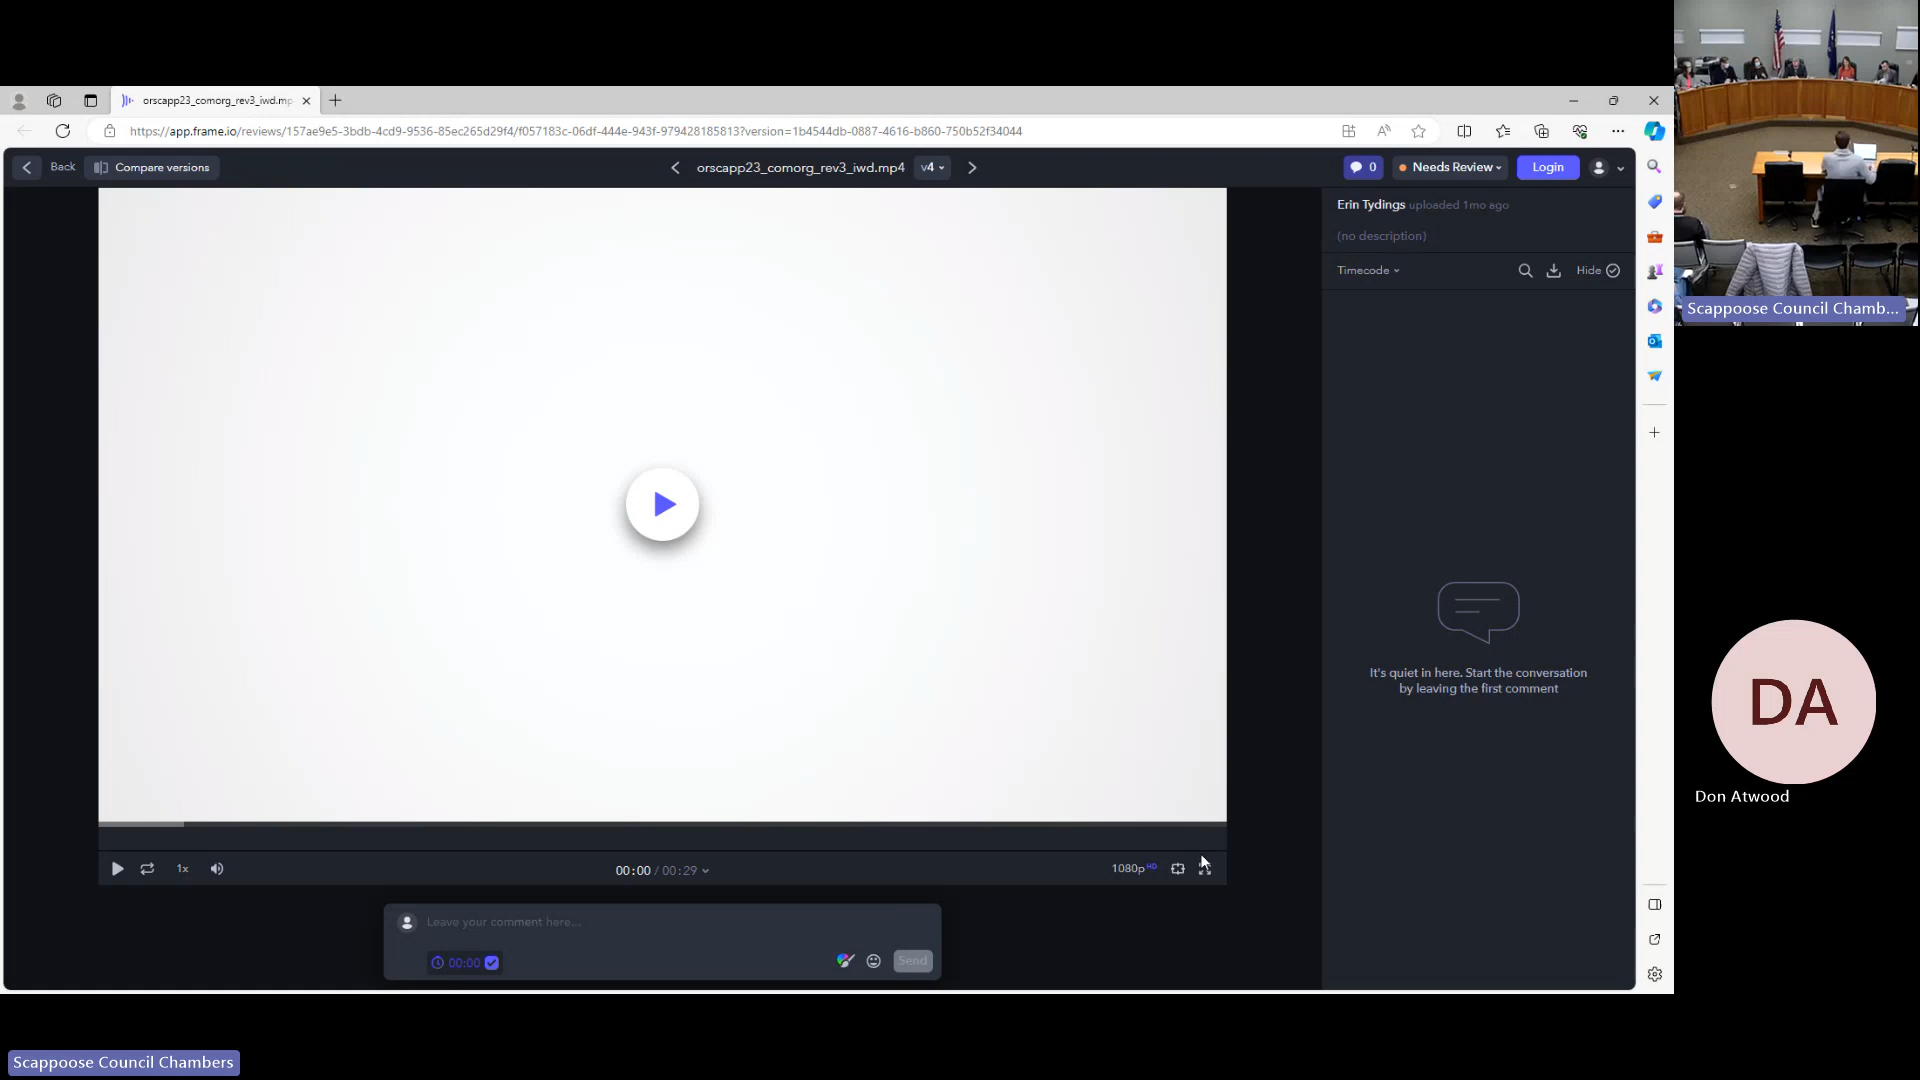 orscapp23_comorg_rev3_iwd.mp
https://app.frame.io/reviews/157ae9e5-3bdb-4cd9-9536-85ec265d29f4/f057183c-06df-444e-943f-979428185813?version=1b4544db-0887-4616-b860-750b52f34044
Back
Compare versions
orscapp23_comorg_rev3_iwd.mp4
v4
0
Needs Review
Login
Erin Tydings uploaded 1mo ago
(no description)
Timecode
Hide
It's quiet in here. Start the conversation
by leaving the first comment
1x
00:00 / 00:29
1080p HD
Leave your comment here...
00:00
Send
Scappoose Council Chamb...
DA
Don Atwood
Scappoose Council Chambers